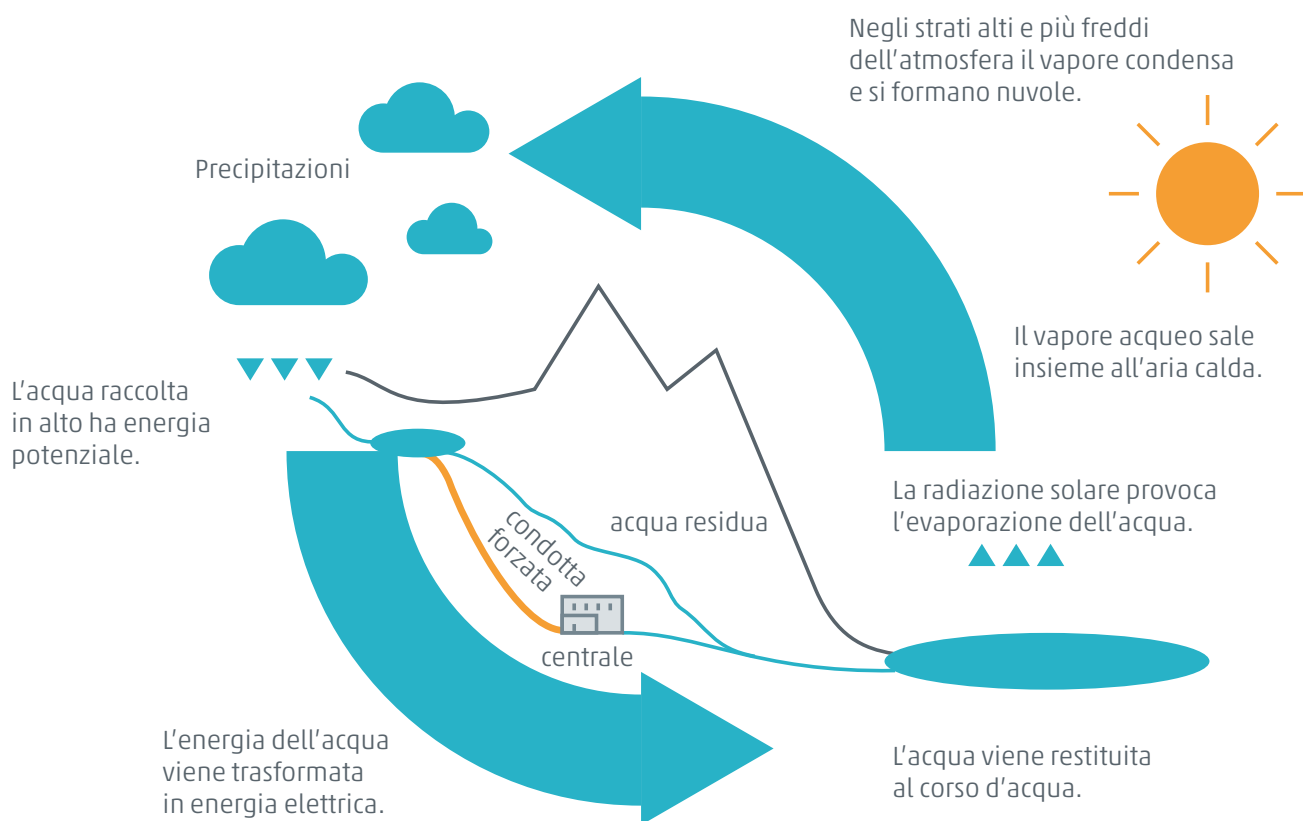 Negli strati alti e più freddi
dell'atmosfera il vapore condensa
e si formano nuvole.
Precipitazioni
Il vapore acqueo sale
insieme all'aria calda.
L'acqua raccolta
in alto ha energia
potenziale.
La radiazione solare provoca
l'evaporazione dell'acqua.
acqua residua
condotta
forzata
centrale
L'energia dell'acqua
viene trasformata
in energia elettrica.
L'acqua viene restituita
al corso d'acqua.